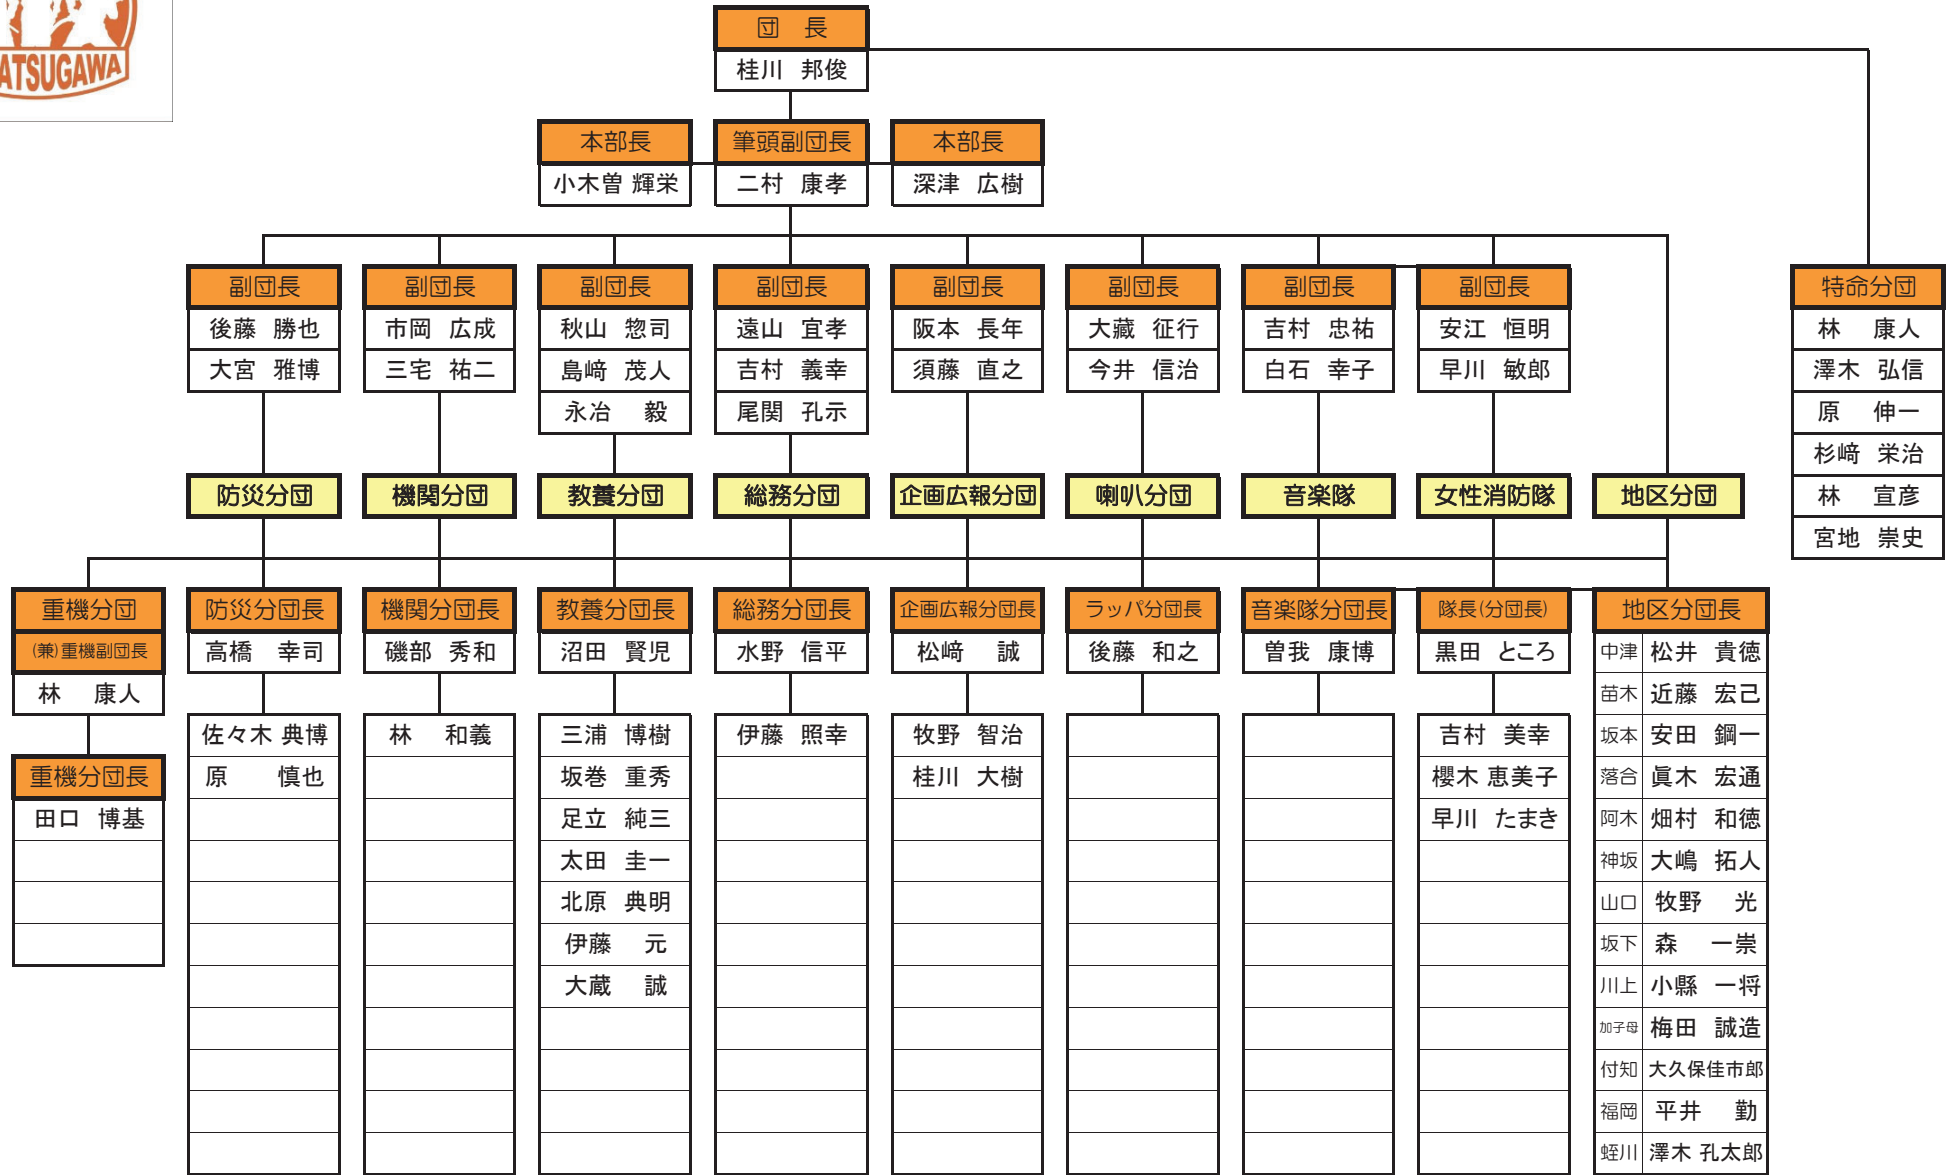 ATSUGAWA
団 長
桂川 邦俊
本部長 筆頭副団長 本部長
小木曽 輝栄 二村 康孝 深津 広樹
副団長 副団長 副団長 副団長 副団長 副団長 副団長 副団長 特命分団
後藤 勝也 市岡 広成 秋山 惣司 遠山 宜孝 阪本 長年 大藏 征行 吉村 忠祐 安江 恒明 林 康人
大宮 雅博 三宅 祐二 島﨑 茂人 吉村 義幸 須藤 直之 今井 信治 白石 幸子 早川 敏郎 澤木 弘信
永冶 毅 尾関 孔示 原 伸一
杉﨑 栄治
防災分団 機関分団 教養分団 総務分団 企画広報分団 喇叭分団 音楽隊 女性消防隊 地区分団 林 宣彦
宮地 崇史
重機分団 防災分団長 機関分団長 教養分団長 総務分団長 企画広報分団長 ラッパ分団長 音楽隊分団長 隊長(分団長) 地区分団長
(兼)重機副団長 高橋 幸司 磯部 秀和 沼田 賢児 水野 信平 松﨑 誠 後藤 和之 曽我 康博 黒田 ところ 中津 松井 貴徳
林 康人 苗木 近藤 宏己
佐々木 典博 林 和義 三浦 博樹 伊藤 照幸 牧野 智治 吉村 美幸 坂本 安田 鋼一
重機分団長 原 慎也 坂巻 重秀 桂川 大樹 櫻木 恵美子 落合 眞木 宏通
田口 博基 足立 純三 早川 たまき 阿木 畑村 和徳
太田 圭一 神坂 大嶋 拓人
北原 典明 山口 牧野 光
伊藤 元 坂下 森 一崇
大蔵 誠 川上 小縣 一将
加子母 梅田 誠造
付知 大久保佳市郎
福岡 平井 勤
蛭川 澤木 孔太郎